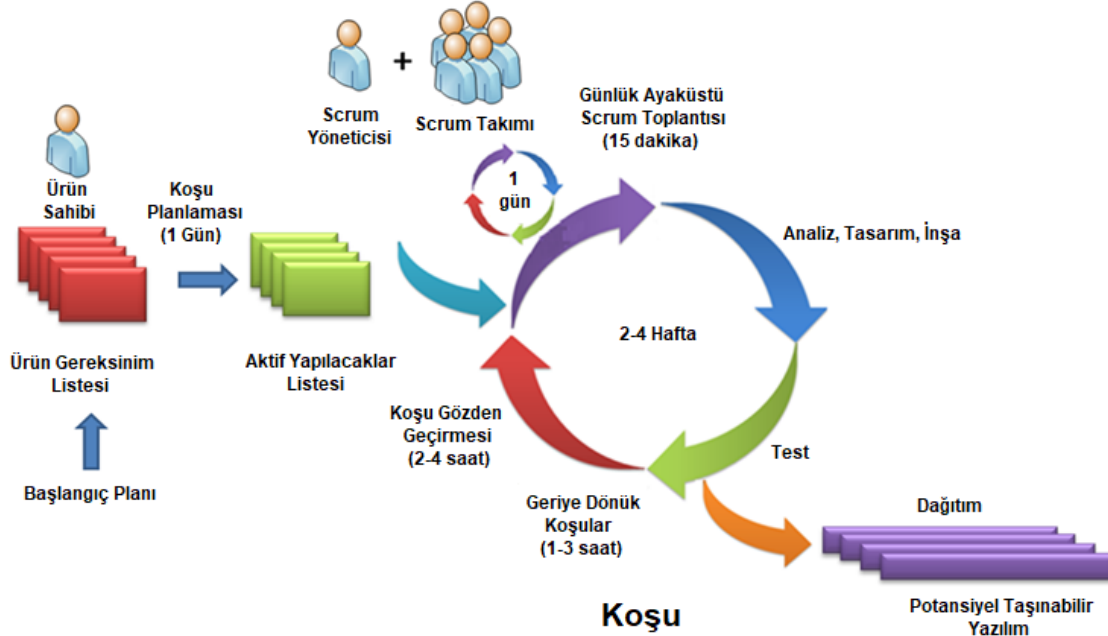 Scrum
Yöneticisi
+
Scrum Takımı
Günlük Ayaküstü
Scrum Toplantısı
(15 dakika)
Ürün
Sahibi
Koşu
Planlaması
(1 Gün)
1
gün
Analiz, Tasarım, İnşa
2-4 Hafta
Ürün Gereksinim
Listesi
Aktif Yapılacaklar
Listesi
Koşu Gözden
Geçirmesi
(2-4 saat)
Test
Başlangıç Planı
Geriye Dönük
Koşular
(1-3 saat)
Dağıtım
Koşu
Potansiyel Taşınabilir
Yazılım